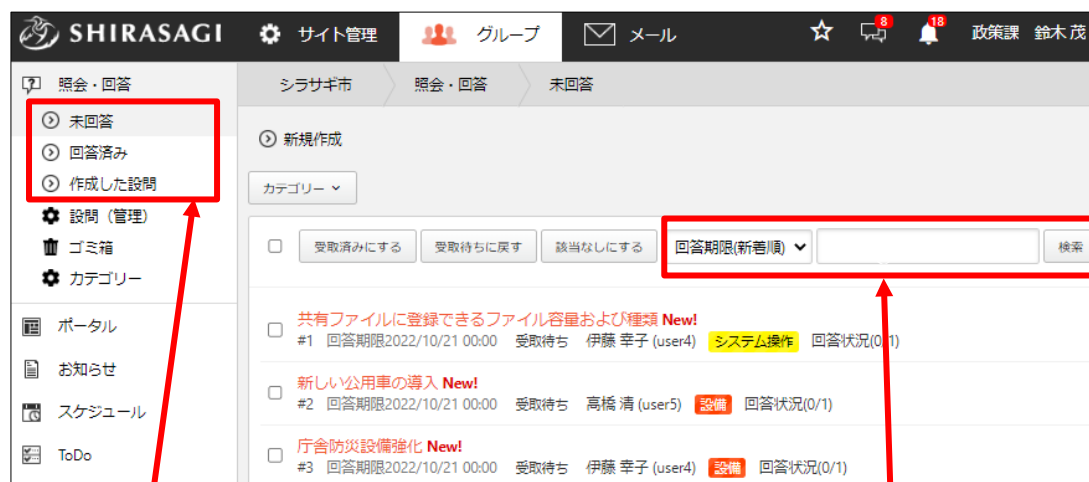 SHIRASAGI サイト管理 グループ メール 8 18 政策課 鈴木 茂
照会・回答
未回答
回答済み
作成した設問
設問（管理）
ゴミ箱
カテゴリー
ポータル
お知らせ
スケジュール
ToDo
シラサギ市 照会・回答 未回答
新規作成
カテゴリー
受取済みにする 受取待ちに戻す 該当なしにする 回答期限(新着順) 検索
共有ファイルに登録できるファイル容量および種類 New!
#1 回答期限2022/10/21 00:00 受取待ち 伊藤 幸子 (user4) システム操作 回答状況(0/1)
新しい公用車の導入 New!
#2 回答期限2022/10/21 00:00 受取待ち 高橋 清 (user5) 設備 回答状況(0/1)
庁舎防災設備強化 New!
#3 回答期限2022/10/21 00:00 受取待ち 伊藤 幸子 (user4) 設備 回答状況(0/1)